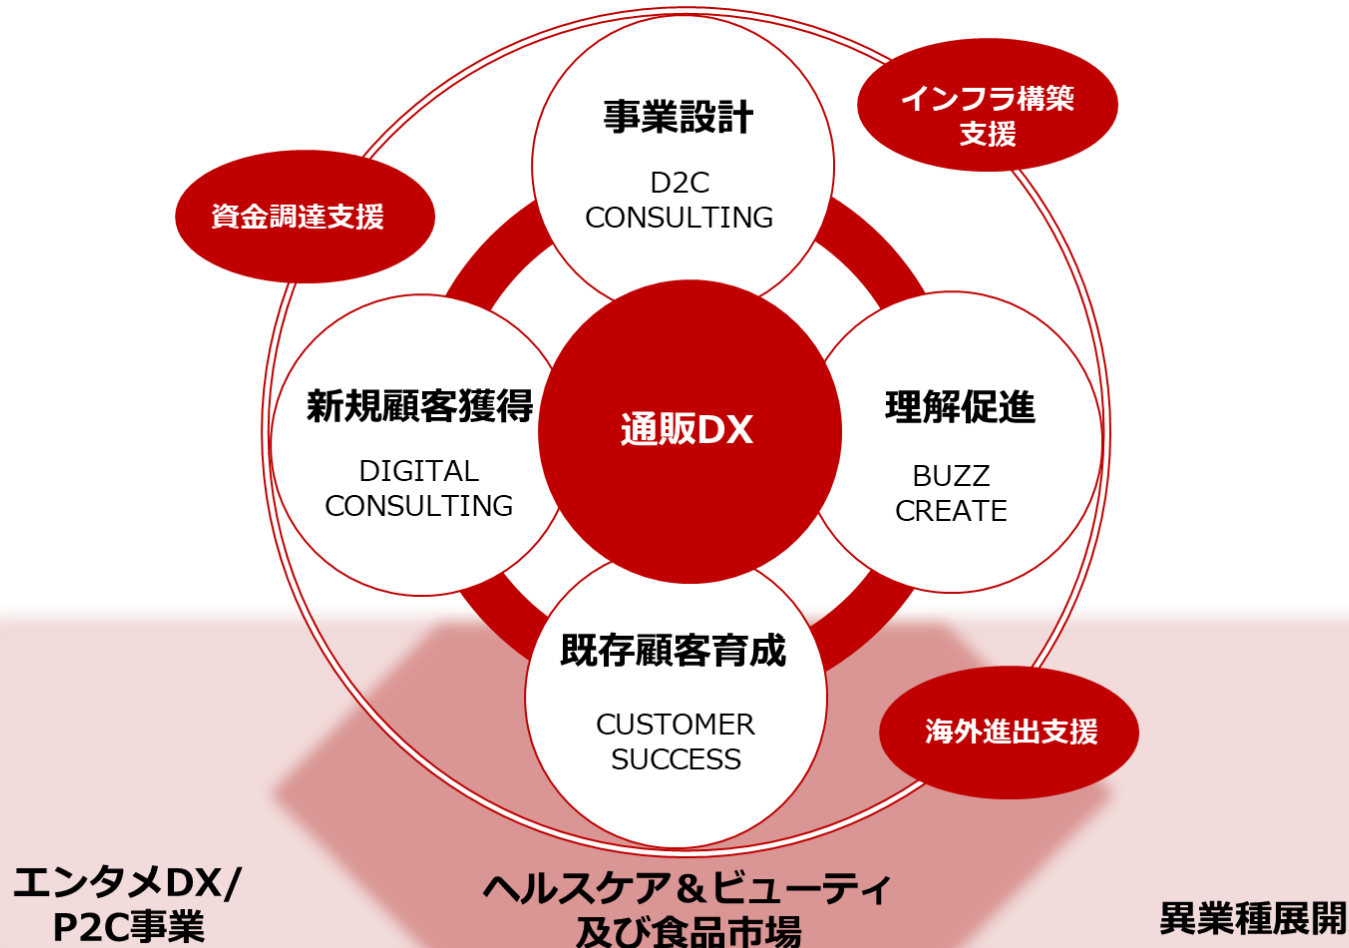 事業設計
D2C
CONSULTING
インフラ構築
支援
資金調達支援
新規顧客獲得
DIGITAL
CONSULTING
通販DX
理解促進
BUZZ
CREATE
既存顧客育成
CUSTOMER
SUCCESS
海外進出支援
エンタメDX/
P2C事業
ヘルスケア＆ビューティ
及び食品市場
異業種展開